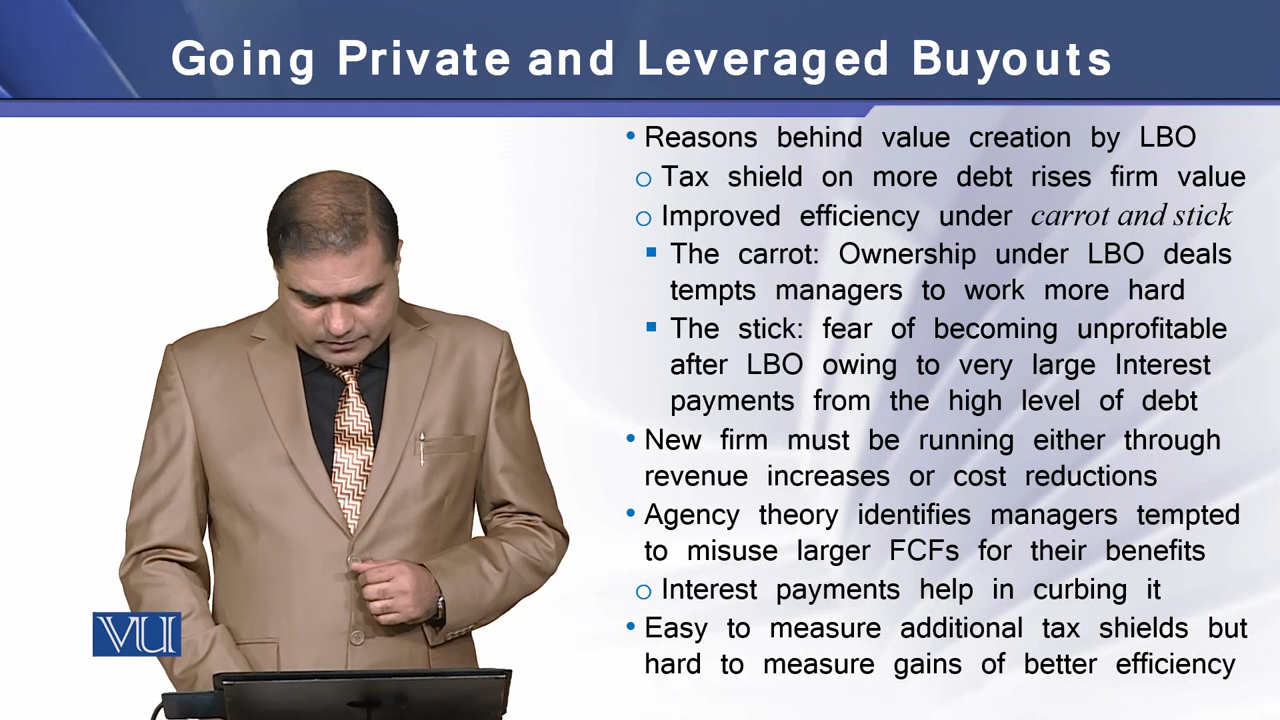 Going Private and Leveraged Buyouts
• Reasons behind value creation by LBO
o Tax shield on more debt rises firm value
o Improved efficiency under carrot and stick
▪ The carrot: Ownership under LBO deals
tempts managers to work more hard
▪ The stick: fear of becoming unprofitable
after LBO owing to very large Interest
payments from the high level of debt
• New firm must be running either through
revenue increases or cost reductions
• Agency theory identifies managers tempted
to misuse larger FCFs for their benefits
o Interest payments help in curbing it
• Easy to measure additional tax shields but
hard to measure gains of better efficiency
VU